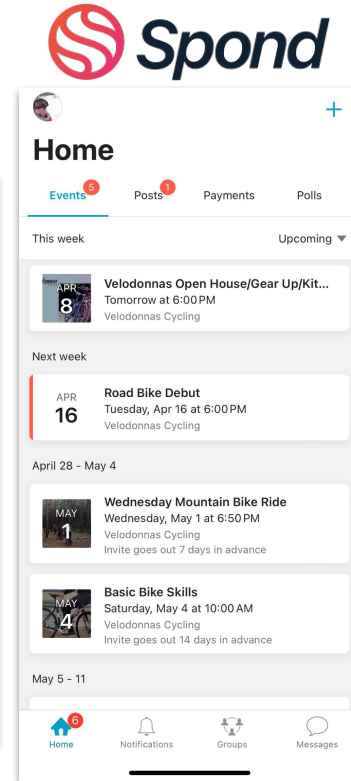 Spond
Home
Events 5
Posts 1
Payments
Polls
This week
Upcoming
APR
8
Velodonnas Open House/Gear Up/Kit...
Tomorrow at 6:00 PM
Velodonnas Cycling
Next week
APR
16
Road Bike Debut
Tuesday, Apr 16 at 6:00 PM
Velodonnas Cycling
April 28 - May 4
MAY
1
Wednesday Mountain Bike Ride
Wednesday, May 1 at 6:50 PM
Velodonnas Cycling
Invite goes out 7 days in advance
MAY
4
Basic Bike Skills
Saturday, May 4 at 10:00 AM
Velodonnas Cycling
Invite goes out 14 days in advance
May 5 - 11
6
Home
Notifications
Groups
Messages